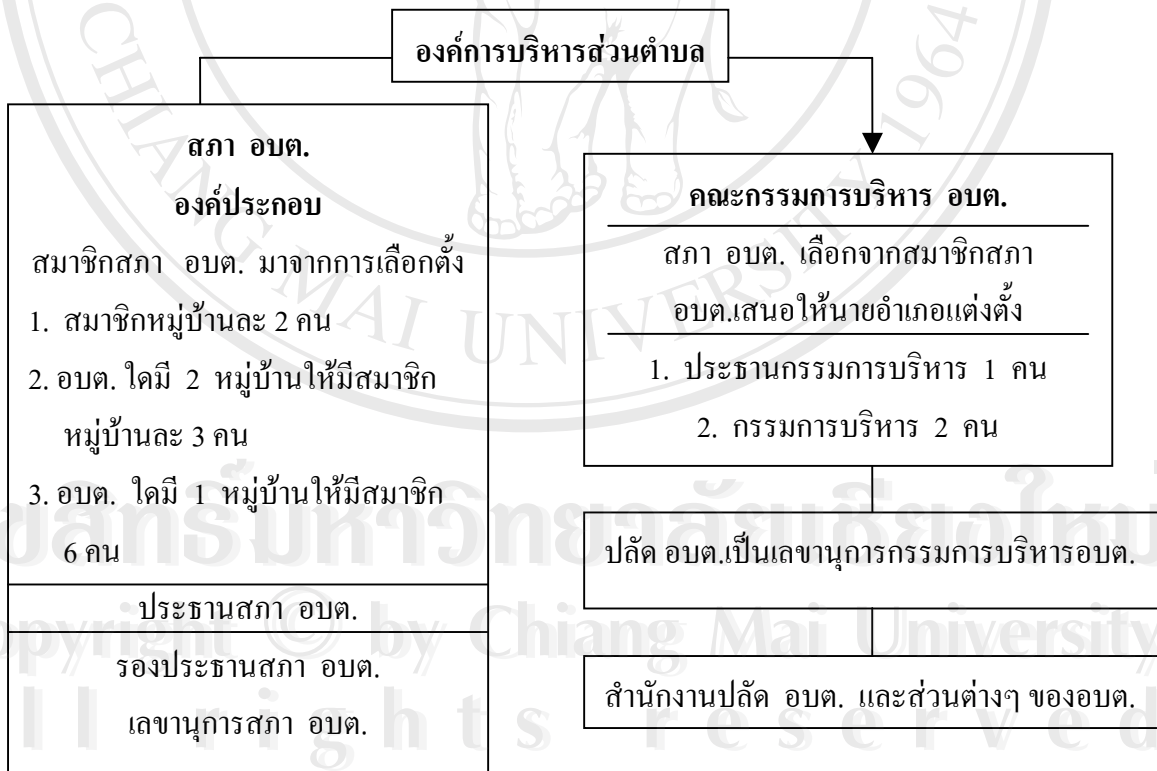 องค์การบริหารส่วนตำบล
สภา อบต.
องค์ประกอบ
สมาชิกสภา อบต. มาจากการเลือกตั้ง
1. สมาชิกหมู่บ้านละ 2 คน
2. อบต. ใดมี 2 หมู่บ้านให้มีสมาชิก
หมู่บ้านละ 3 คน
3. อบต. ใดมี 1 หมู่บ้านให้มีสมาชิก
6 คน
ประธานสภา อบต.
รองประธานสภา อบต.
เลขานุการสภา อบต.
คณะกรรมการบริหาร อบต.
สภา อบต. เลือกจากสมาชิกสภา
อบต.เสนอให้นายอำเภอแต่งตั้ง
1. ประธานกรรมการบริหาร 1 คน
2. กรรมการบริหาร 2 คน
ปลัด อบต.เป็นเลขานุการกรรมการบริหารอบต.
สำนักงานปลัด อบต. และส่วนต่างๆ ของอบต.
CHIANG MAI UNIVERSITY 1964
by Chiang Mai University
rights reserved